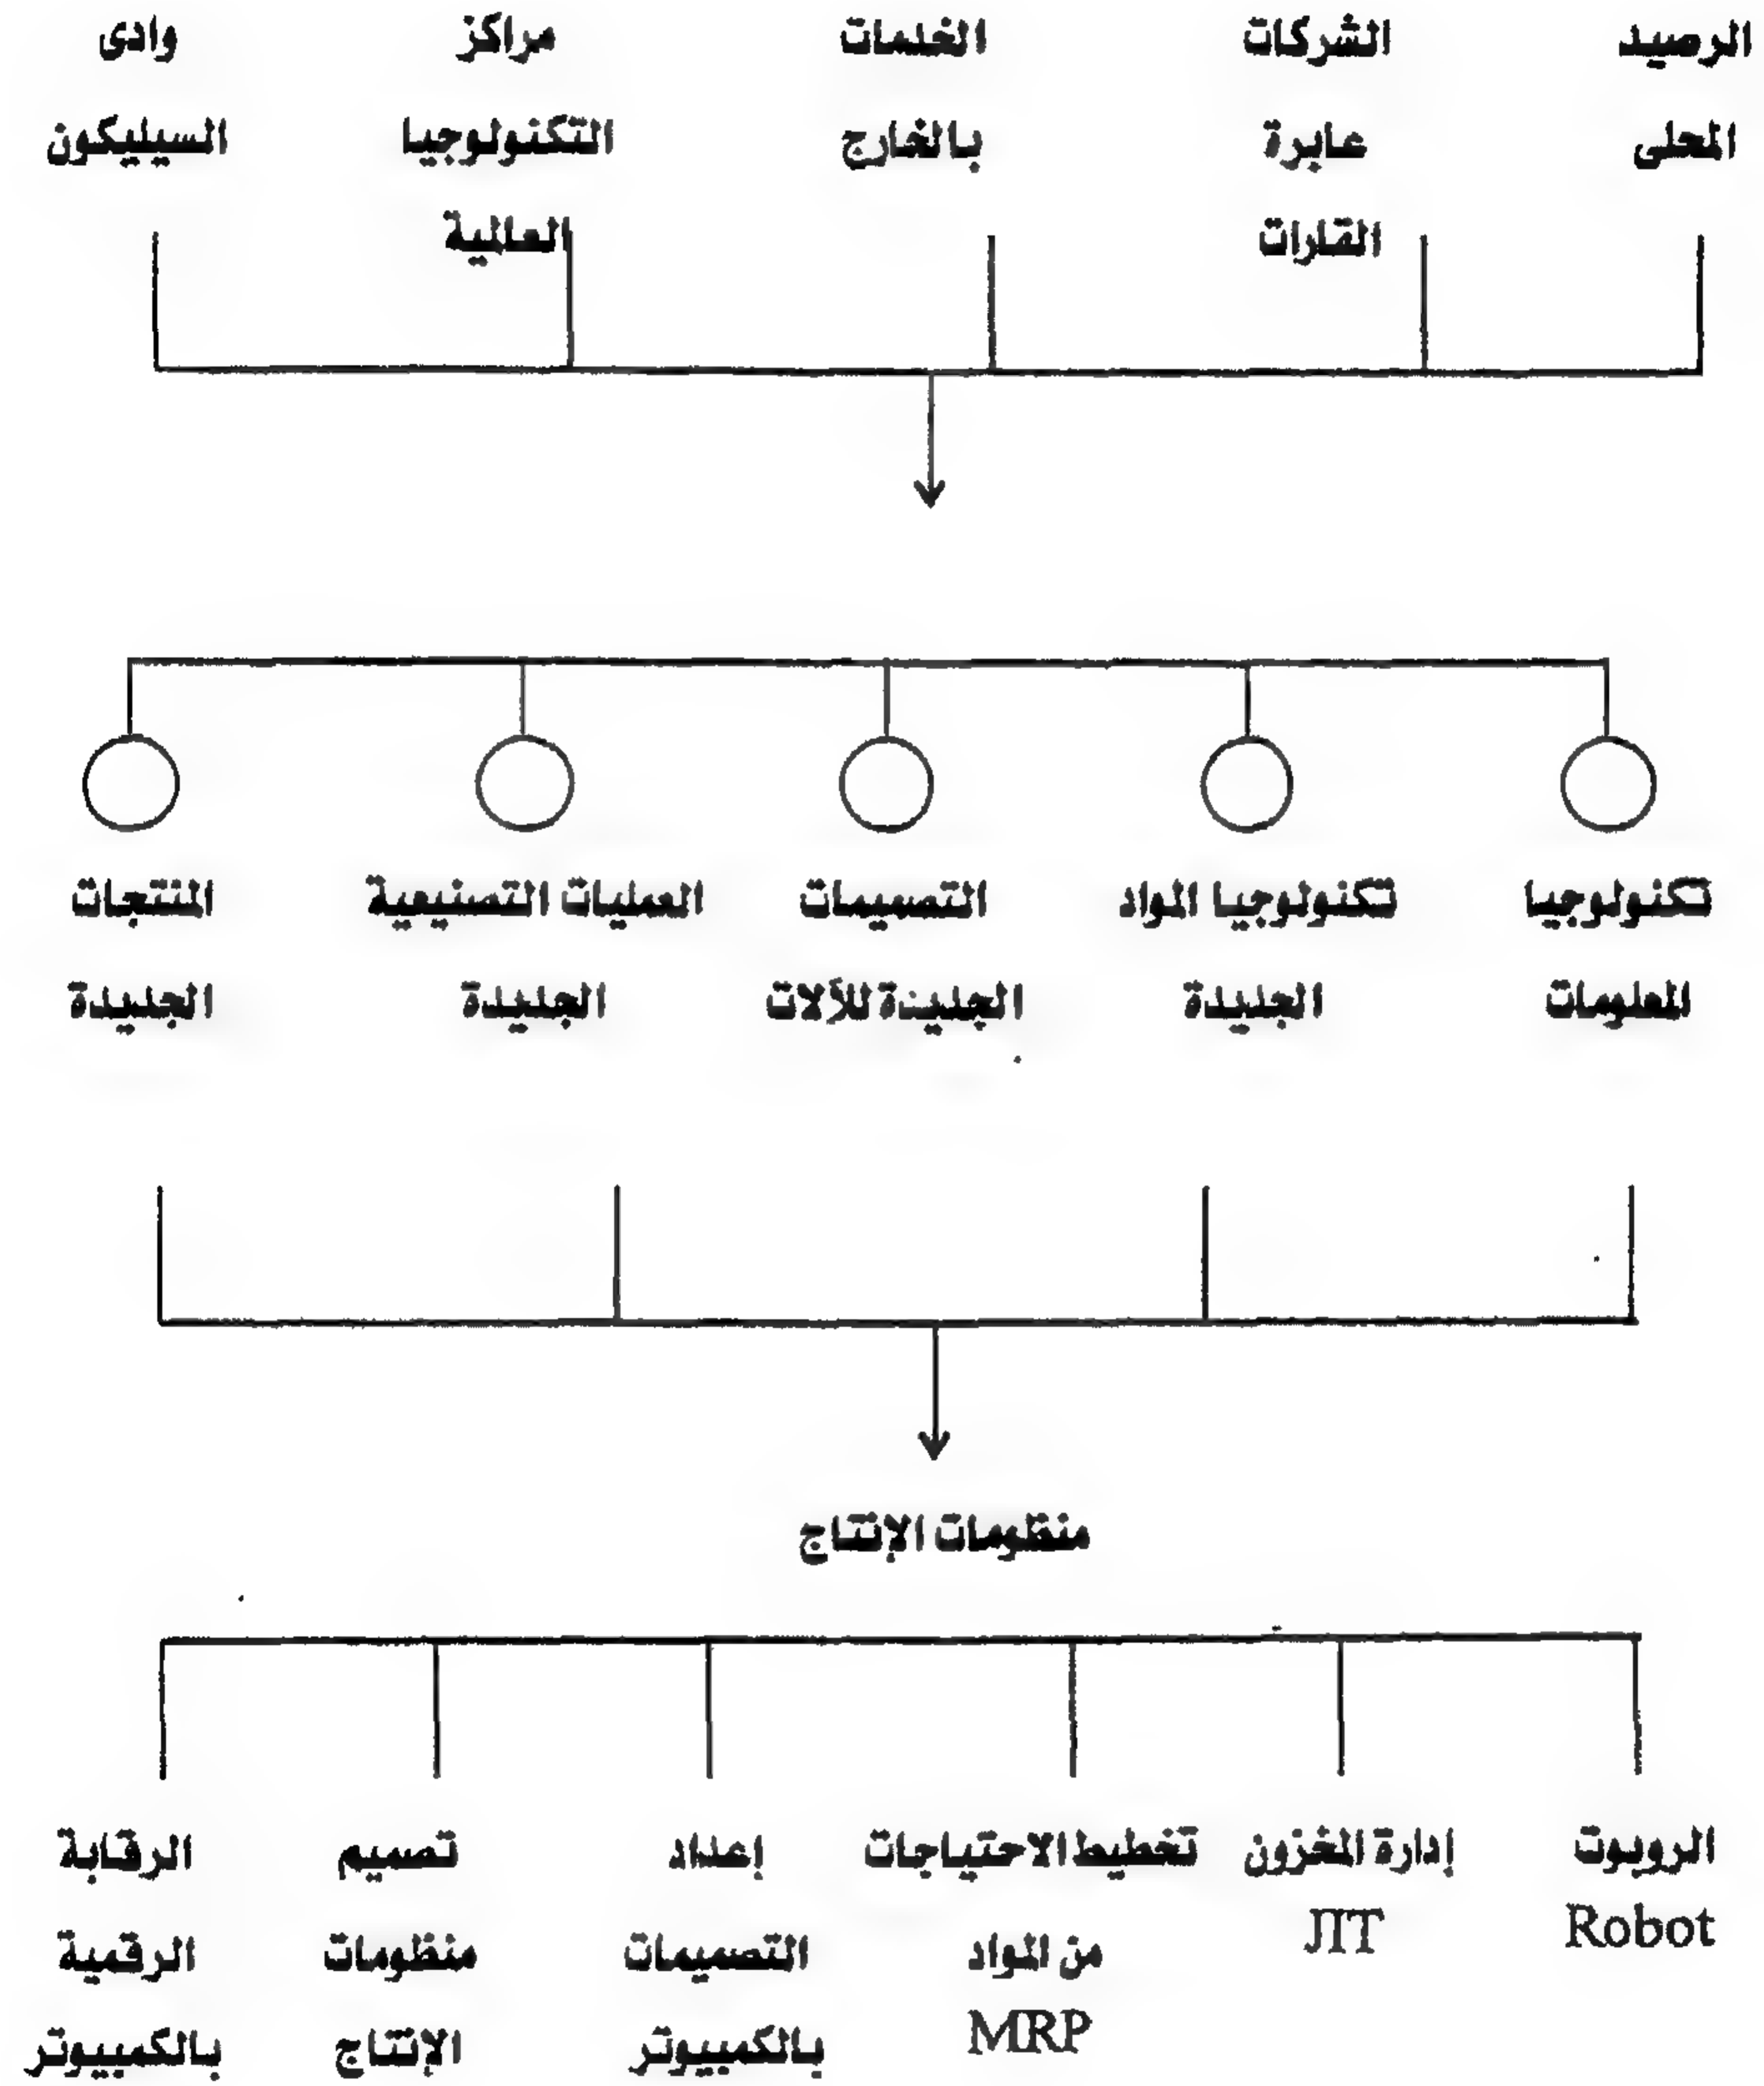 الرصيد
المحلى
الشركات
عابرة
القارات
الخدمات
بالخارج
مراكز
التكنولوجيا
العالمية
وادى
السيليكون
تكنولوجيا
المعلومات
تكنولوجيا المواد
الجديدة
التصميمات
الجديدة للآلات
العمليات التصنيعية
الجديدة
المنتجات
الجديدة
منظومات الإنتاج
الروبوت
Robot
إدارة المخزون
JIT
تخطيط الاحتياجات
من المواد
MRP
إعداد
التصميمات
بالكمبيوتر
تصميم
منظومات
الإنتاج
الرقابة
الرقمية
بالكمبيوتر